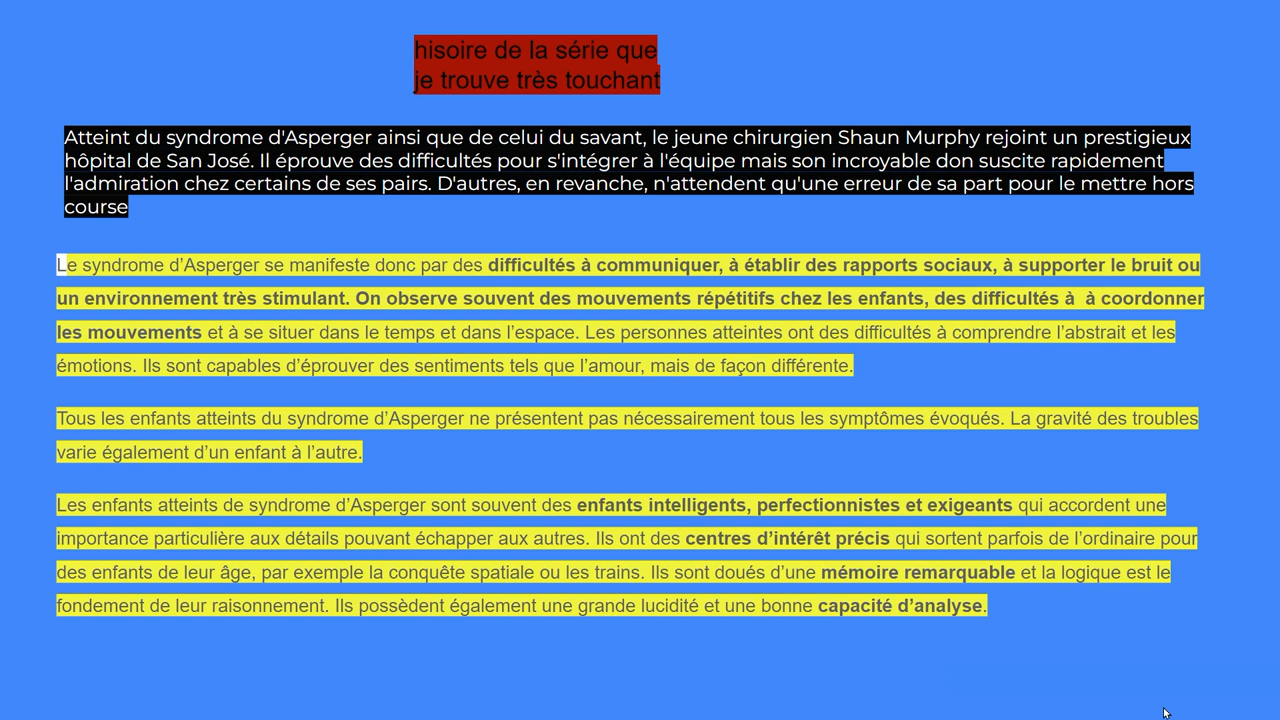 hisoire de la série que
je trouve très touchant
Atteint du syndrome d'Asperger ainsi que de celui du savant, le jeune chirurgien Shaun Murphy rejoint un prestigieux
hôpital de San José. Il éprouve des difficultés pour s'intégrer à l'équipe mais son incroyable don suscite rapidement
l'admiration chez certains de ses pairs. D'autres, en revanche, n'attendent qu'une erreur de sa part pour le mettre hors
course
Le syndrome d’Asperger se manifeste donc par des difficultés à communiquer, à établir des rapports sociaux, à supporter le bruit ou
un environnement très stimulant. On observe souvent des mouvements répétitifs chez les enfants, des difficultés à  à coordonner
les mouvements et à se situer dans le temps et dans l’espace. Les personnes atteintes ont des difficultés à comprendre l’abstrait et les
émotions. Ils sont capables d’éprouver des sentiments tels que l’amour, mais de façon différente.
Tous les enfants atteints du syndrome d’Asperger ne présentent pas nécessairement tous les symptômes évoqués. La gravité des troubles
varie également d’un enfant à l’autre.
Les enfants atteints de syndrome d’Asperger sont souvent des enfants intelligents, perfectionnistes et exigeants qui accordent une
importance particulière aux détails pouvant échapper aux autres. Ils ont des centres d’intérêt précis qui sortent parfois de l’ordinaire pour
des enfants de leur âge, par exemple la conquête spatiale ou les trains. Ils sont doués d’une mémoire remarquable et la logique est le
fondement de leur raisonnement. Ils possèdent également une grande lucidité et une bonne capacité d’analyse.